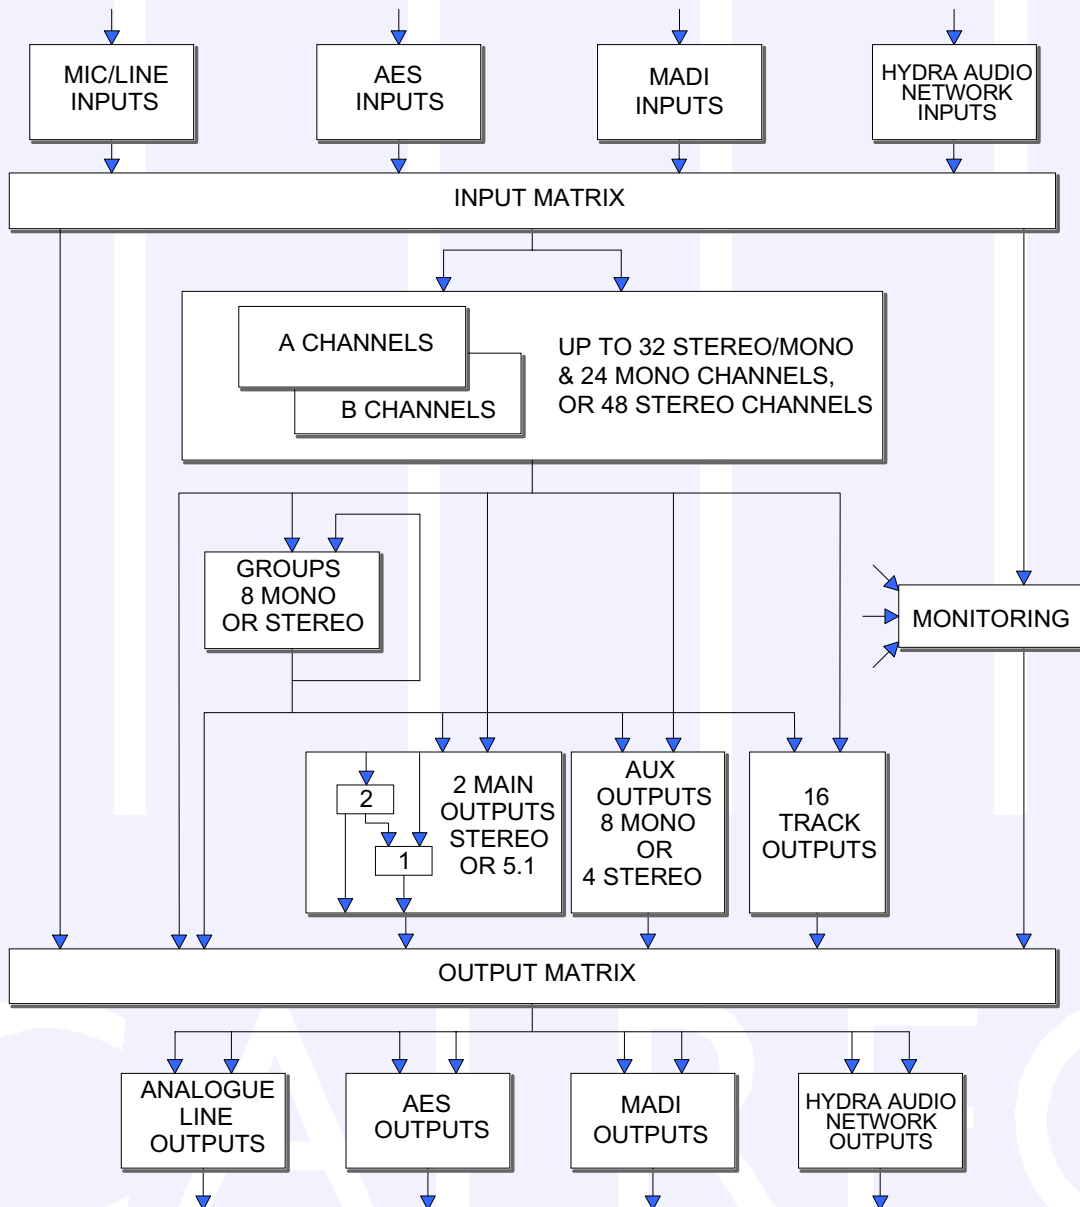 MIC/LINE
INPUTS
AES
INPUTS
MADI
INPUTS
HYDRA AUDIO
NETWORK
INPUTS
INPUT MATRIX
A CHANNELS
B CHANNELS
UP TO 32 STEREO/MONO
& 24 MONO CHANNELS,
OR 48 STEREO CHANNELS
GROUPS
8 MONO
OR STEREO
MONITORING
2
1
2 MAIN
OUTPUTS
STEREO
OR 5.1
AUX
OUTPUTS
8 MONO
OR
4 STEREO
16
TRACK
OUTPUTS
OUTPUT MATRIX
ANALOGUE
LINE
OUTPUTS
AES
OUTPUTS
MADI
OUTPUTS
HYDRA AUDIO
NETWORK
OUTPUTS